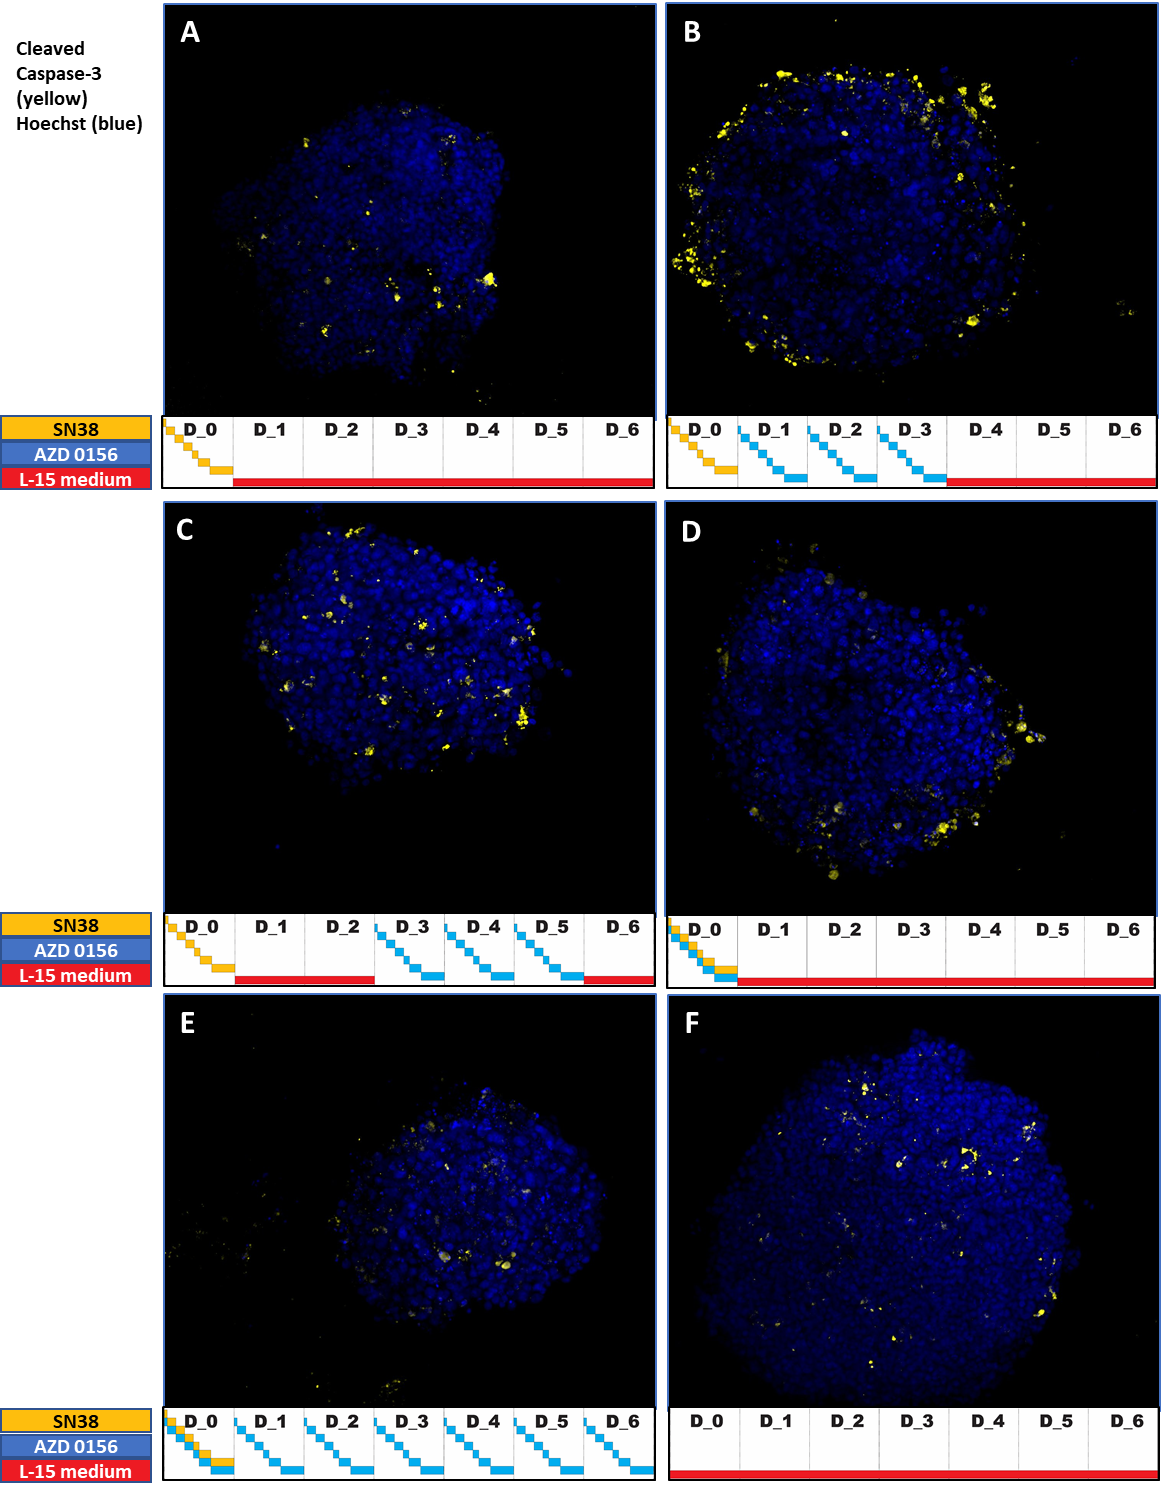 Cleaved
Caspase-3
(yellow)
Hoechst (blue)
A
B
SN38
AZD 0156
L-15 medium
D_0 D_1 D_2 D_3 D_4 D_5 D_6
D_0 D_1 D_2 D_3 D_4 D_5 D_6
C
D
SN38
AZD 0156
L-15 medium
D_0 D_1 D_2 D_3 D_4 D_5 D_6
D_0 D_1 D_2 D_3 D_4 D_5 D_6
E
F
SN38
AZD 0156
L-15 medium
D_0 D_1 D_2 D_3 D_4 D_5 D_6
D_0 D_1 D_2 D_3 D_4 D_5 D_6